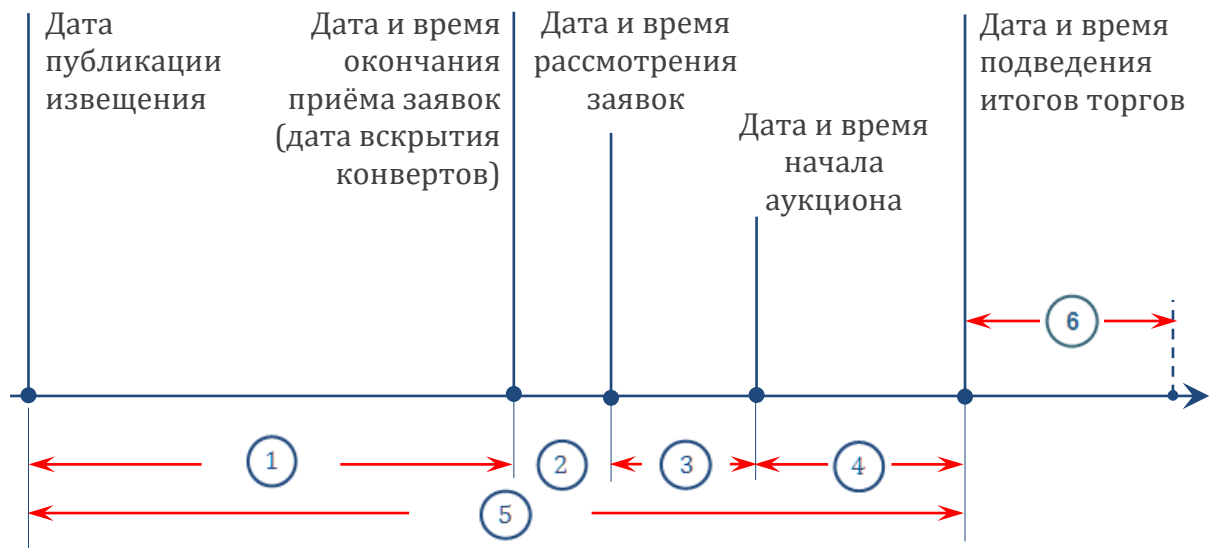 Дата
публикации
извещения
Дата и время
окончания
приёма заявок
(дата вскрытия
конвертов)
Дата и время
рассмотрения
заявок
Дата и время
начала
аукциона
Дата и время
подведения
итогов торгов
6
1
2
3
4
5